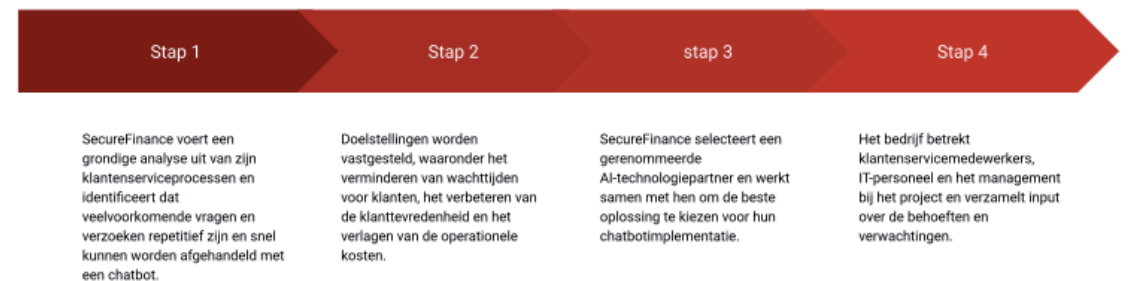 Stap 1
Stap 2
stap 3
Stap 4
SecureFinance voert een
grondige analyse uit van zijn
klantenserviceprocessen en
identificeert dat
veelvoorkomende vragen en
verzoeken repetitief zijn en snel
kunnen worden afgehandeld met
een chatbot.
Doelstellingen worden
vastgesteld, waaronder het
verminderen van wachttijden
voor klanten, het verbeteren van
de klanttevredenheid en het
verlagen van de operationele
kosten.
SecureFinance selecteert een
gerenommeerde
AI-technologiepartner en werkt
samen met hen om de beste
oplossing te kiezen voor hun
chatbotimplementatie.
Het bedrijf betrekt
klantenservicemedewerkers,
IT-personeel en het management
bij het project en verzamelt input
over de behoeften en
verwachtingen.